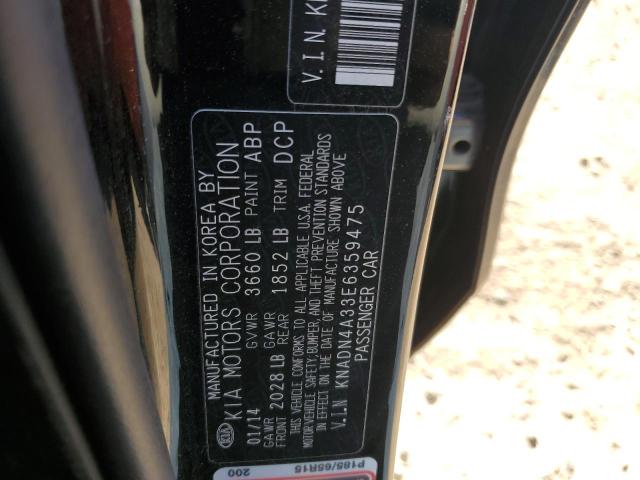 V.I.N. K
MANUFACTURED IN KOREA BY
KIA KIA MOTORS CORPORATION
01/14 GVWR 3660 LB PAINT ABP
GAWR FRONT 2028 LB GAWR REAR 1852 LB TRIM DCP
THIS VEHICLE CONFORMS TO ALL APPLICABLE U.S.A. FEDERAL
MOTOR VEHICLE SAFETY, BUMPER, AND THEFT PREVENTION STANDARDS
IN EFFECT ON THE DATE OF MANUFACTURE SHOWN ABOVE
V.I.N KNADN4A33E6359475
PASSENGER CAR
P185/65R15
200